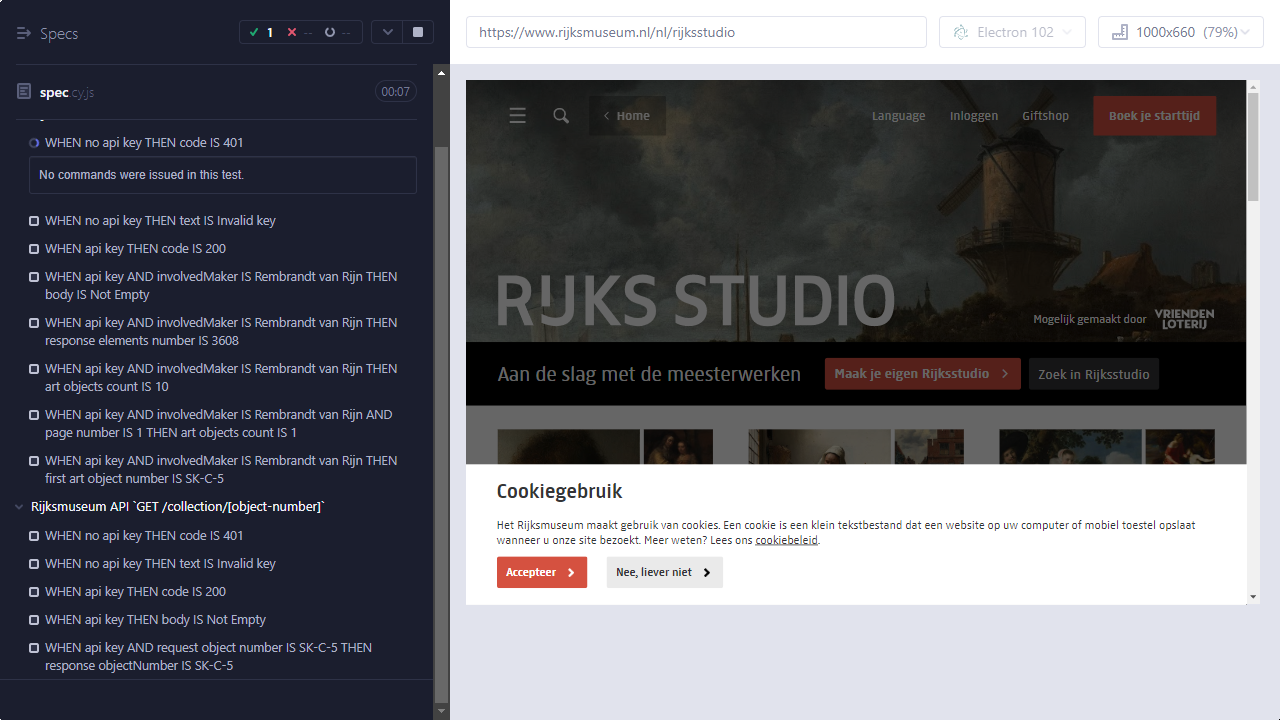 Specs
1
--
--
spec.cy.js
00:07
WHEN no api key THEN code IS 401
No commands were issued in this test.
WHEN no api key THEN text IS Invalid key
WHEN api key THEN code IS 200
WHEN api key AND involvedMaker IS Rembrandt van Rijn THEN
body IS Not Empty
WHEN api key AND involvedMaker IS Rembrandt van Rijn THEN
response elements number IS 3608
WHEN api key AND involvedMaker IS Rembrandt van Rijn THEN
art objects count IS 10
WHEN api key AND involvedMaker IS Rembrandt van Rijn AND
page number IS 1 THEN art objects count IS 1
WHEN api key AND involvedMaker IS Rembrandt van Rijn THEN
first art object number IS SK-C-5
Rijksmuseum API `GET /collection/[object-number]`
WHEN no api key THEN code IS 401
WHEN no api key THEN text IS Invalid key
WHEN api key THEN code IS 200
WHEN api key THEN body IS Not Empty
WHEN api key AND request object number IS SK-C-5 THEN
response objectNumber IS SK-C-5
https://www.rijksmuseum.nl/nl/rijksstudio
Electron 102
1000x660 (79%)
Home
Language
Inloggen
Giftshop
Boek je starttijd
RIJKS STUDIO
Mogelijk gemaakt door
VRIENDEN
LOTERIJ
Aan de slag met de meesterwerken
Maak je eigen Rijksstudio
Zoek in Rijksstudio
Cookiegebruik
Het Rijksmuseum maakt gebruik van cookies. Een cookie is een klein tekstbestand dat een website op uw computer of mobiel toestel opslaat
wanneer u onze site bezoekt. Meer weten? Lees ons cookiebeleid.
Accepteer
Nee, liever niet